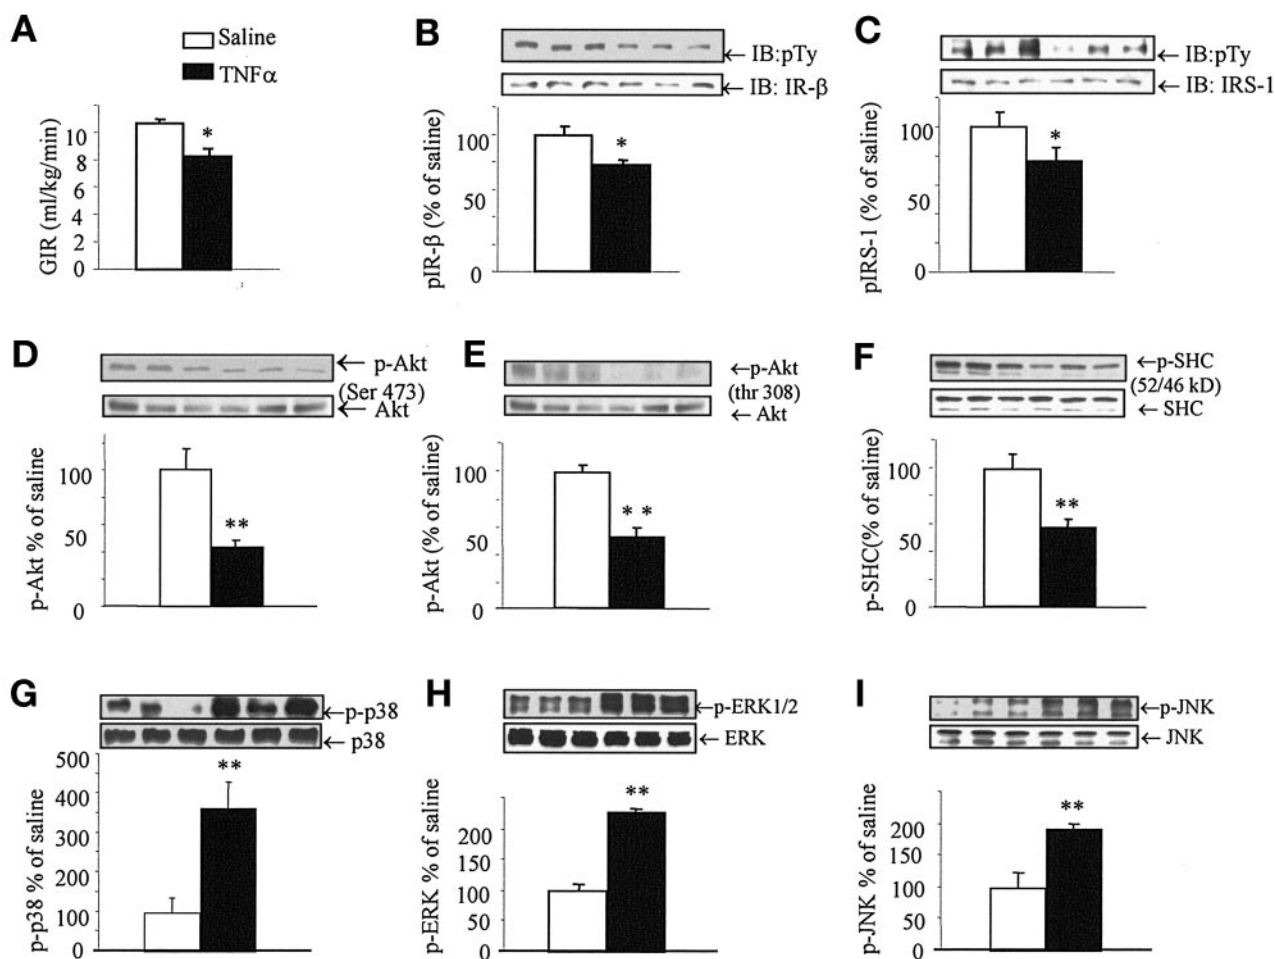 A
Saline
TNFα
GIR (ml/kg/min)
10
8
6
4
2
0
*
B
← IB:pTy
← IB: IR-β
pIR-β (% of saline)
100
50
0
*
C
← IB:pTy
← IB: IRS-1
pIRS-1 (% of saline)
100
50
0
*
D
← p-Akt
(Ser 473)
← Akt
p-Akt % of saline
100
50
0
**
E
←p-Akt
(thr 308)
← Akt
p-Akt (% of saline)
100
50
0
* *
F
←p-SHC
(52/46 kD)
← SHC
p-SHC(% of saline)
100
50
0
**
G
←p-p38
← p38
p-p38 % of saline
500
400
300
200
100
0
**
H
←p-ERK1/2
← ERK
p-ERK % of saline
200
150
100
50
0
**
I
←p-JNK
← JNK
p-JNK % of saline
200
150
100
50
0
**